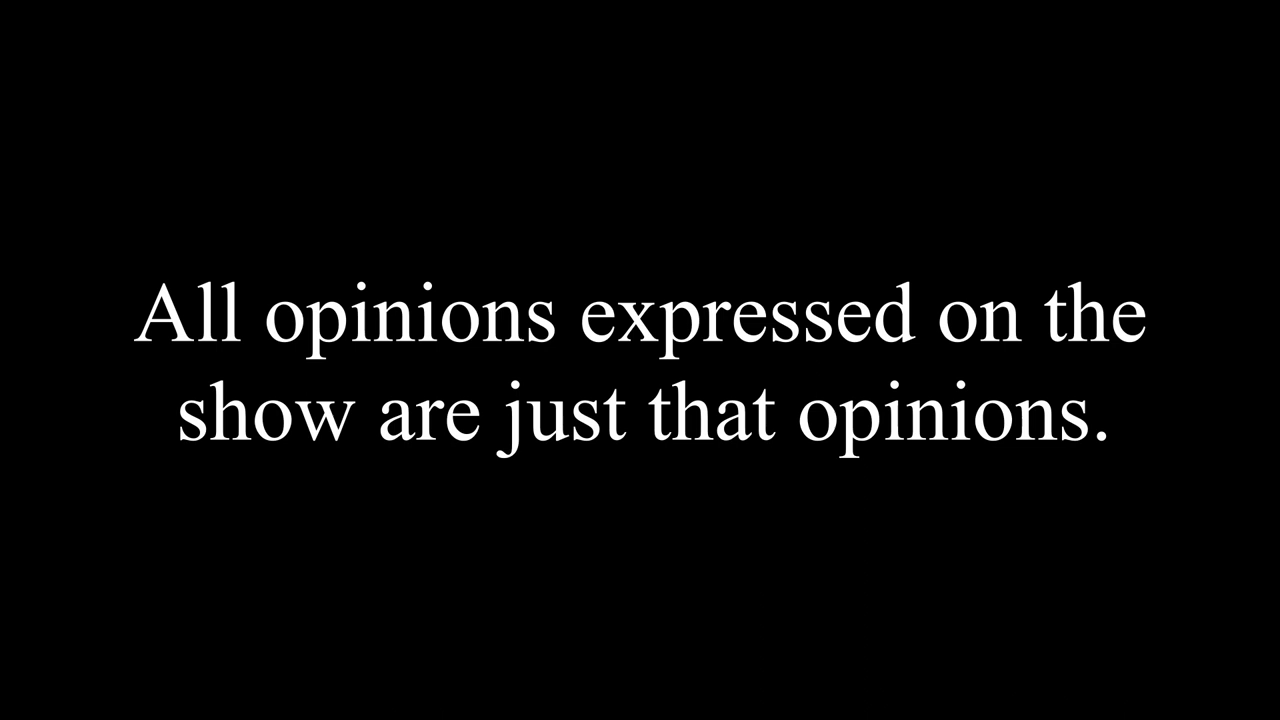 All opinions expressed on the
show are just that opinions.